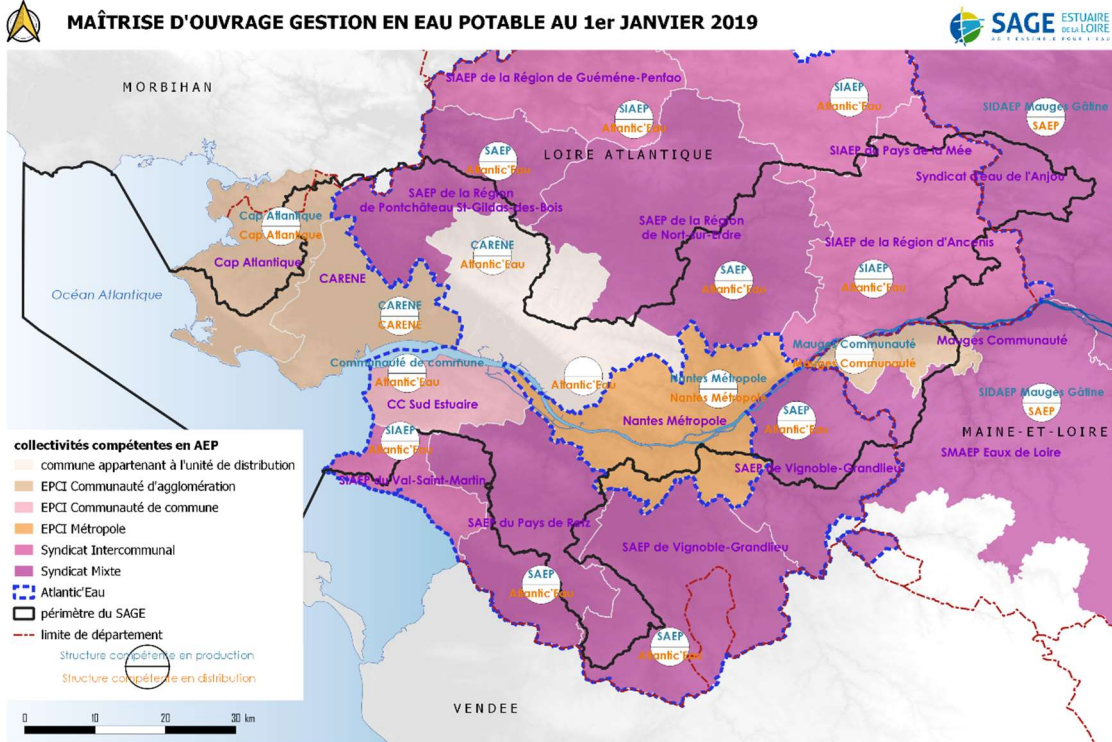 MAÎTRISE D'OUVRAGE GESTION EN EAU POTABLE AU 1er JANVIER 2019
SAGE ESTUAIRE DE LA LOIRE
MORBIHAN
SIAEP de la Région de Guéméne-Penfao
SIAEP
Atlantic'Eau
SIAEP
Atlantic'Eau
SIDAEP Mauges Gâtine
SAEP
LOIRE ATLANTIQUE
SAEP
Atlantic'Eau
SIAEP du Pays de la Mée
Syndicat d'eau de l'Anjou
SAEP de la Région
de Pontchâteau St-Gildas-des-Bois
Cap Atlantique
Cap Atlantique
Cap Atlantique
SAEP de la Région
de Nort-sur-Erdre
CARENE
Atlantic'Eau
SIAEP de la Région d'Ancenis
CARENE
SAEP
Atlantic'Eau
SIAEP
Atlantic'Eau
Océan Atlantique
CARENE
CARENE
Mauges Communauté
Mauges Communauté
Mauges Communauté
Communauté de commune
Atlantic'Eau
Atlantic'Eau
Nantes Métropole
Nantes Métropole
SIDAEP Mauges Gâtine
SAEP
CC Sud Estuaire
Nantes Métropole
SAEP
Atlantic'Eau
MAINE-ET-LOIRE
SIAEP
Atlantic'Eau
SMAEP Eaux de Loire
SAEP de Vignoble-Grandlieu
SIAEP du Val-Saint-Martin
SAEP du Pays de Retz
SAEP de Vignoble-Grandlieu
SAEP
Atlantic'Eau
SAEP
Atlantic'Eau
VENDEE
collectivités compétentes en AEP
commune appartenant à l'unité de distribution
EPCI Communauté d'agglomération
EPCI Communauté de commune
EPCI Métropole
Syndicat Intercommunal
Syndicat Mixte
Atlantic'Eau
périmètre du SAGE
limite de département
Structure compétente en production
Structure compétente en distribution
0 10 20 30 km